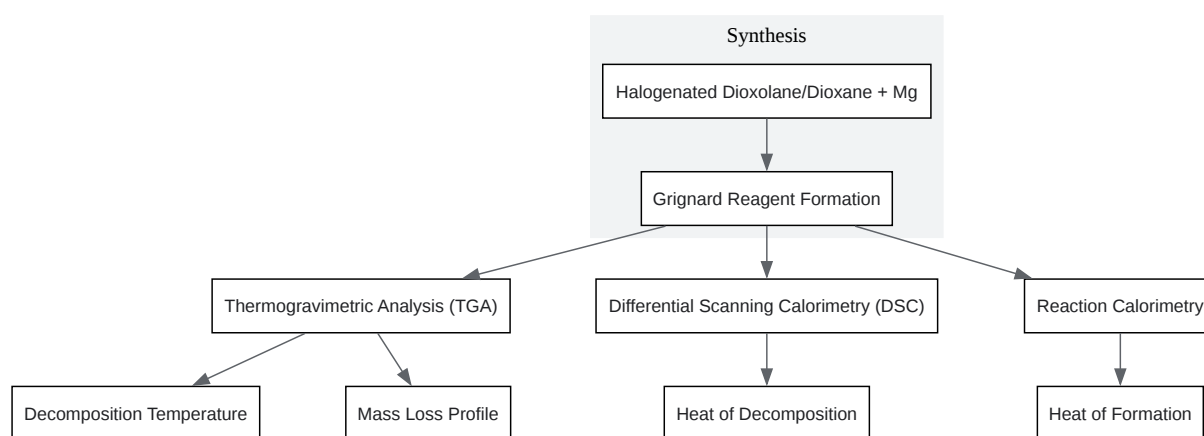 Synthesis
Halogenated Dioxolane/Dioxane + Mg
Grignard Reagent Formation
Thermogravimetric Analysis (TGA)
Differential Scanning Calorimetry (DSC)
Reaction Calorimetry
Decomposition Temperature
Mass Loss Profile
Heat of Decomposition
Heat of Formation